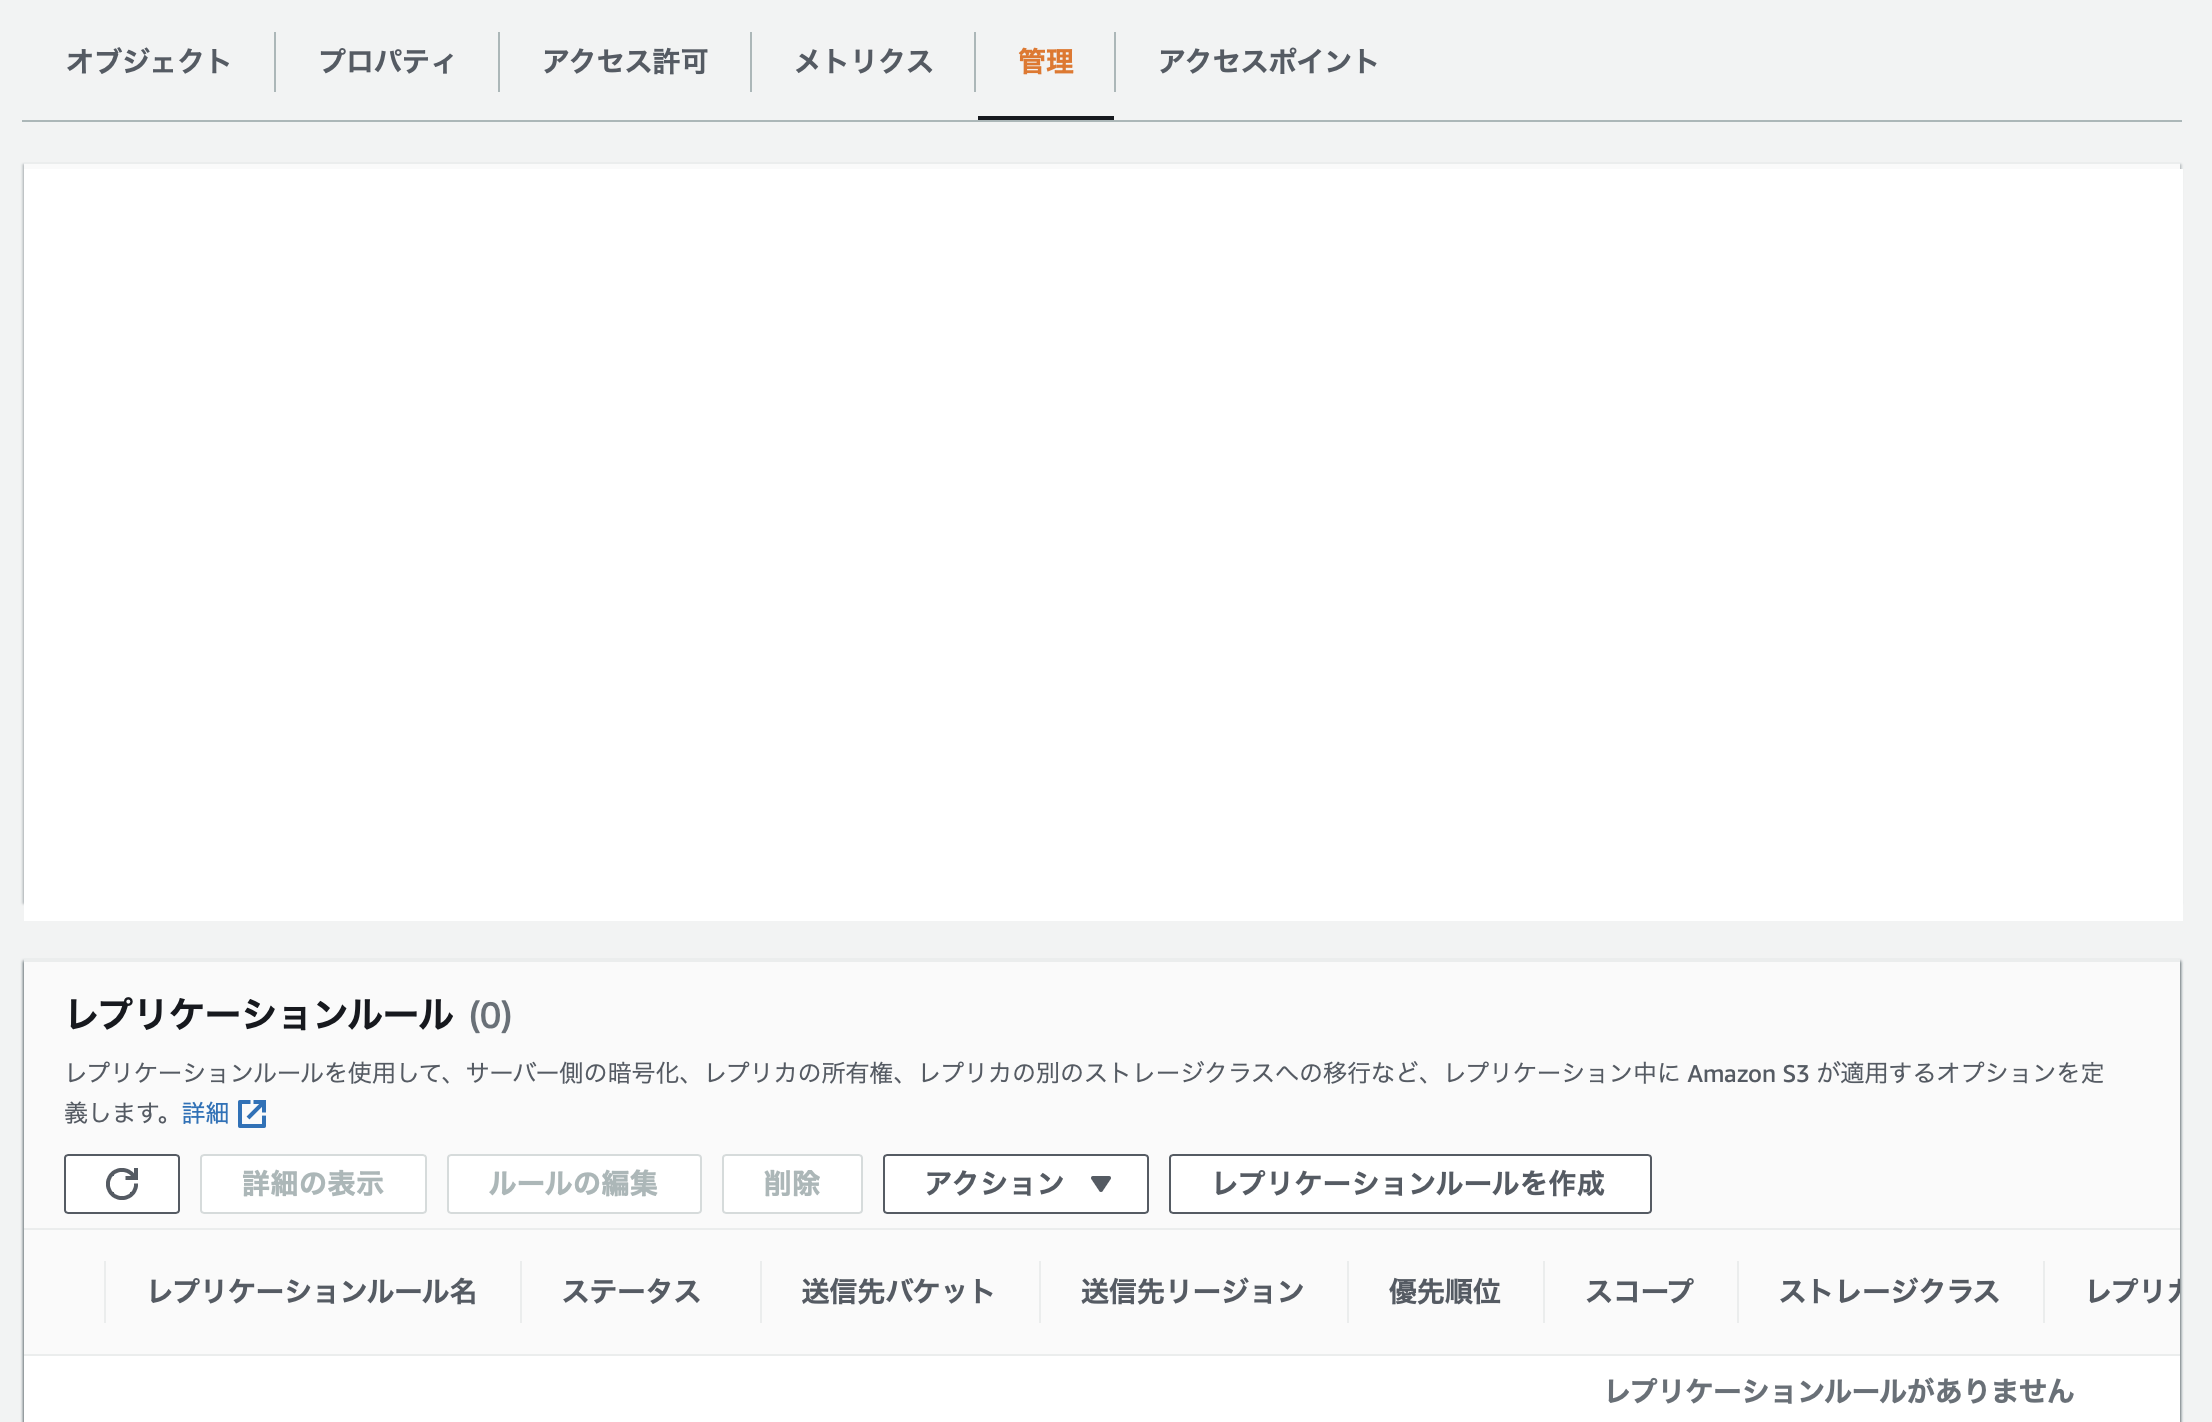 オブジェクト
プロパティ
アクセス許可
メトリクス
管理
アクセスポイント
レプリケーションルール (0)
レプリケーションルールを使用して、サーバー側の暗号化、レプリカの所有権、レプリカの別のストレージクラスへの移行など、レプリケーション中に Amazon S3 が適用するオプションを定
義します。詳細
詳細の表示
ルールの編集
削除
アクション
レプリケーションルールを作成
レプリケーションルール名
ステータス
送信先バケット
送信先リージョン
優先順位
スコープ
ストレージクラス
レプリカ
レプリケーションルールがありません